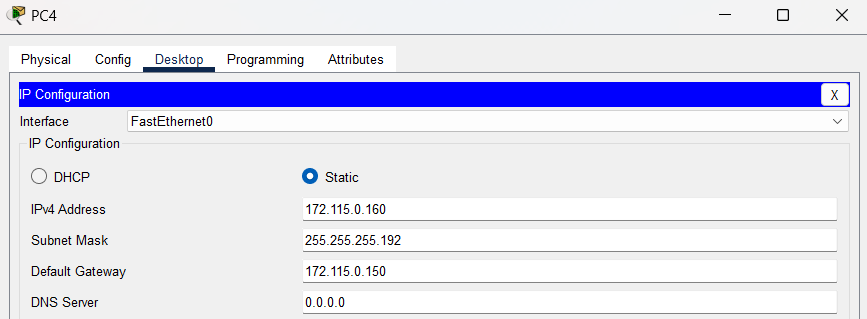 PC4
Physical Config Desktop Programming Attributes
IP Configuration X
Interface FastEthernet0
IP Configuration
DHCP Static
IPv4 Address 172.115.0.160
Subnet Mask 255.255.255.192
Default Gateway 172.115.0.150
DNS Server 0.0.0.0